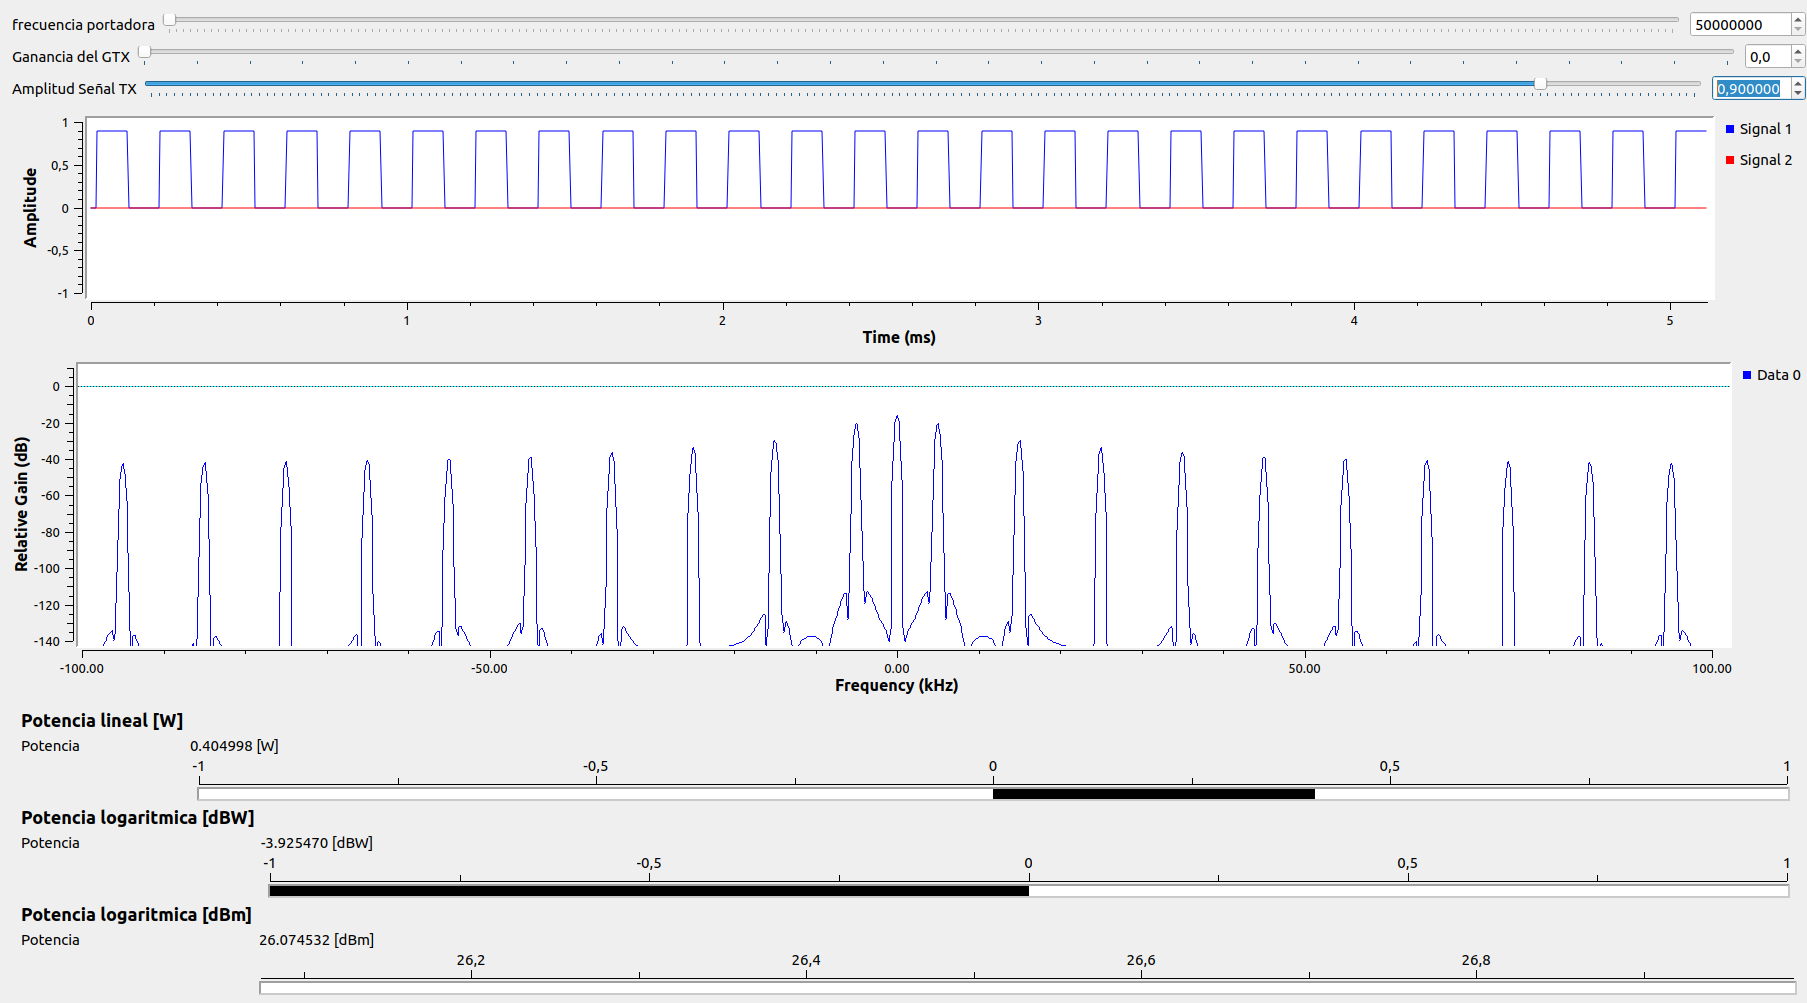 frecuencia portadora 50000000
Ganancia del GTX 0,0
Amplitud Señal TX 0,900000
1
0,5
0
-0,5
-1
Amplitude
0 1 2 3 4 5
Time (ms)
Signal 1
Signal 2
0
-20
-40
-60
-80
-100
-120
-140
Relative Gain (dB)
-100.00 -50.00 0.00 50.00 100.00
Frequency (kHz)
Data 0
Potencia lineal [W]
Potencia 0.404998 [W]
-1 -0,5 0 0,5 1
Potencia logaritmica [dBW]
Potencia -3.925470 [dBW]
-1 -0,5 0 0,5 1
Potencia logaritmica [dBm]
Potencia 26.074532 [dBm]
26,2 26,4 26,6 26,8